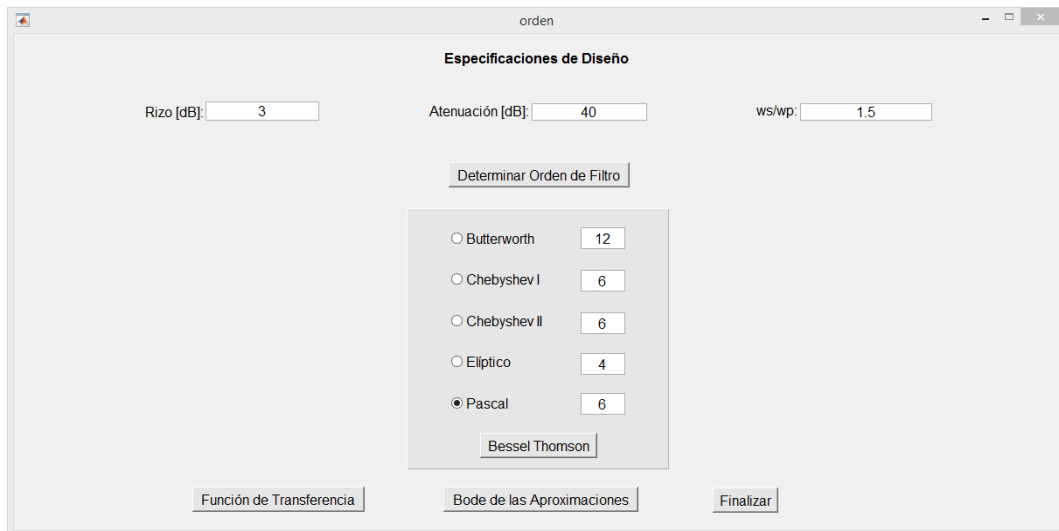 orden
Especificaciones de Diseño
Rizo [dB]: 3 Atenuación [dB]: 40 ws/wp: 1.5
Determinar Orden de Filtro
Butterworth 12
Chebyshev I 6
Chebyshev II 6
Elíptico 4
Pascal 6
Bessel Thomson
Función de Transferencia Bode de las Aproximaciones Finalizar